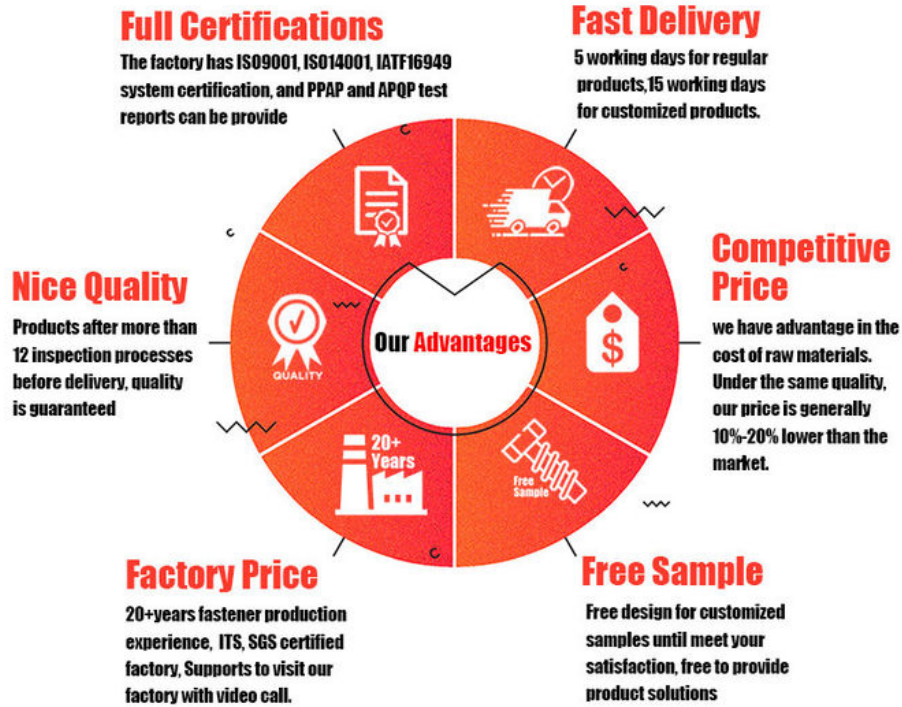 Full Certifications
The factory has ISO9001, ISO14001, IATF16949
system certification, and PPAP and APQP test
reports can be provide
Fast Delivery
5 working days for regular
products,15 working days
for customized products.
Nice Quality
Products after more than
12 inspection processes
before delivery, quality
is guaranteed
QUALITY
Our Advantages
Competitive
Price
we have advantage in the
cost of raw materials.
Under the same quality,
our price is generally
10%-20% lower than the
market.
$
20+
Years
Free
Sample
Factory Price
20+years fastener production
experience, ITS, SGS certified
factory, Supports to visit our
factory with video call.
Free Sample
Free design for customized
samples until meet your
satisfaction, free to provide
product solutions